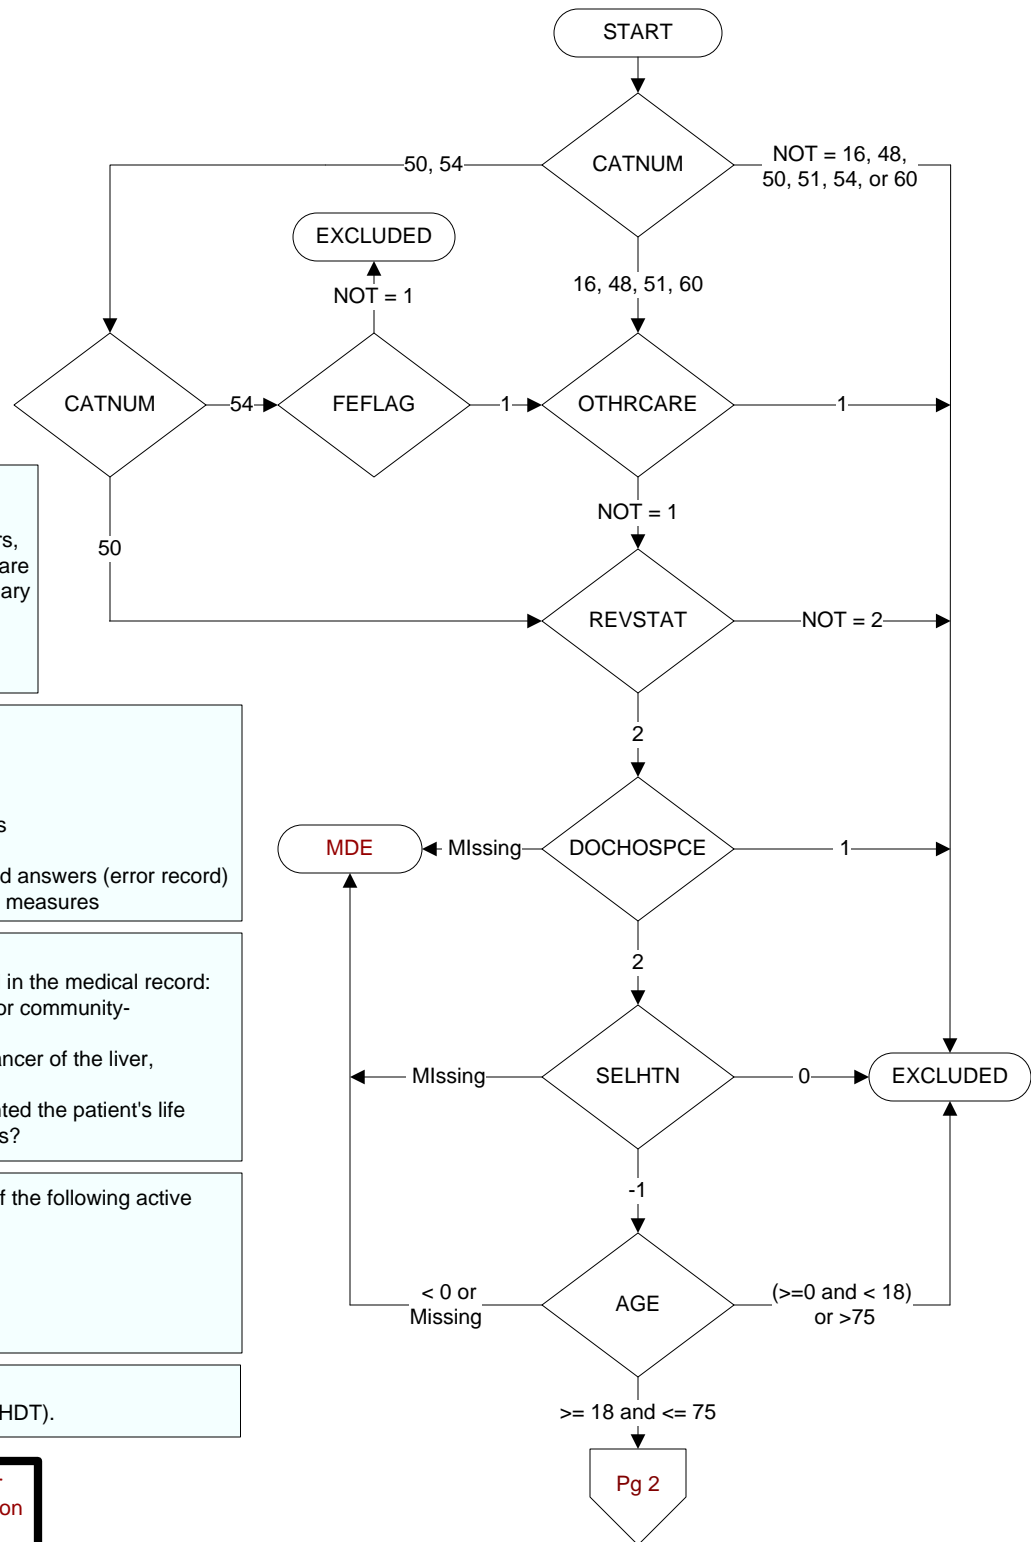 START
CATNUM
50, 54
NOT = 16, 48,
50, 51, 54, or 60
EXCLUDED
NOT = 1
16, 48, 51, 60
CATNUM
54
FEFLAG
1
OTHRCARE
1
NOT = 1
50
REVSTAT
NOT = 2
2
MDE
MIssing
DOCHOSPCE
1
2
MIssing
SELHTN
0
EXCLUDED
-1
< 0 or
Missing
AGE
(>=0 and < 18)
or >75
>= 18 and <= 75
Pg 2
rs,
are
ary
s
d answers (error record)
measures
in the medical record:
or community-
ancer of the liver,
nted the patient's life
s?
f the following active
HDT).
r
on